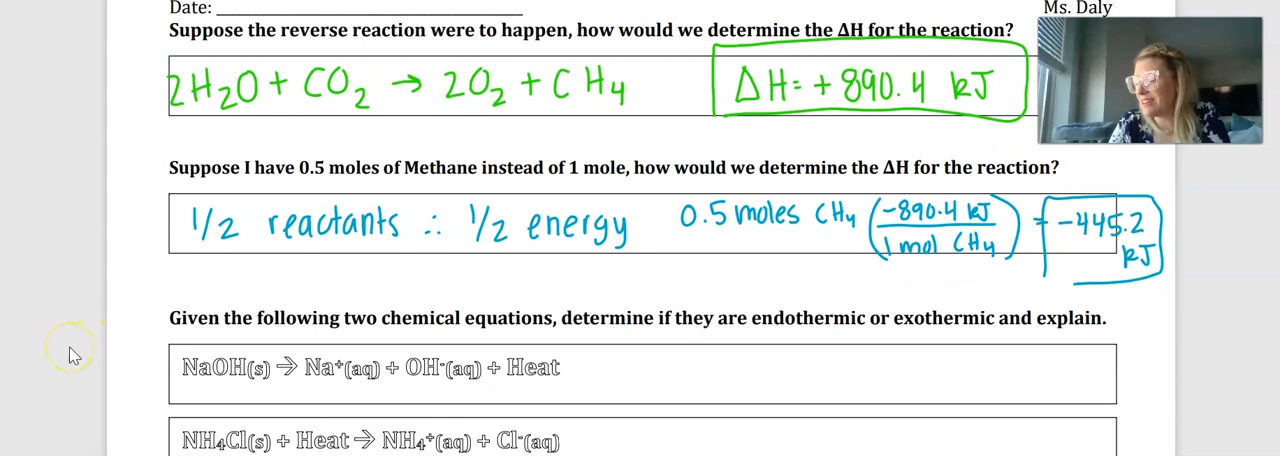 Date: ____________________ Ms. Daly
Suppose the reverse reaction were to happen, how would we determine the ΔH for the reaction?
2H₂O + CO₂ → 2O₂ + CH₄ ΔH = + 890.4 kJ
Suppose I have 0.5 moles of Methane instead of 1 mole, how would we determine the ΔH for the reaction?
1/2 reactants ∴ 1/2 energy 0.5 moles CH₄ (-890.4 kJ / 1 mol CH₄) = -445.2 kJ
Given the following two chemical equations, determine if they are endothermic or exothermic and explain.
NaOH(s) → Na⁺(aq) + OH⁻(aq) + Heat
NH₄Cl(s) + Heat → NH₄⁺(aq) + Cl⁻(aq)